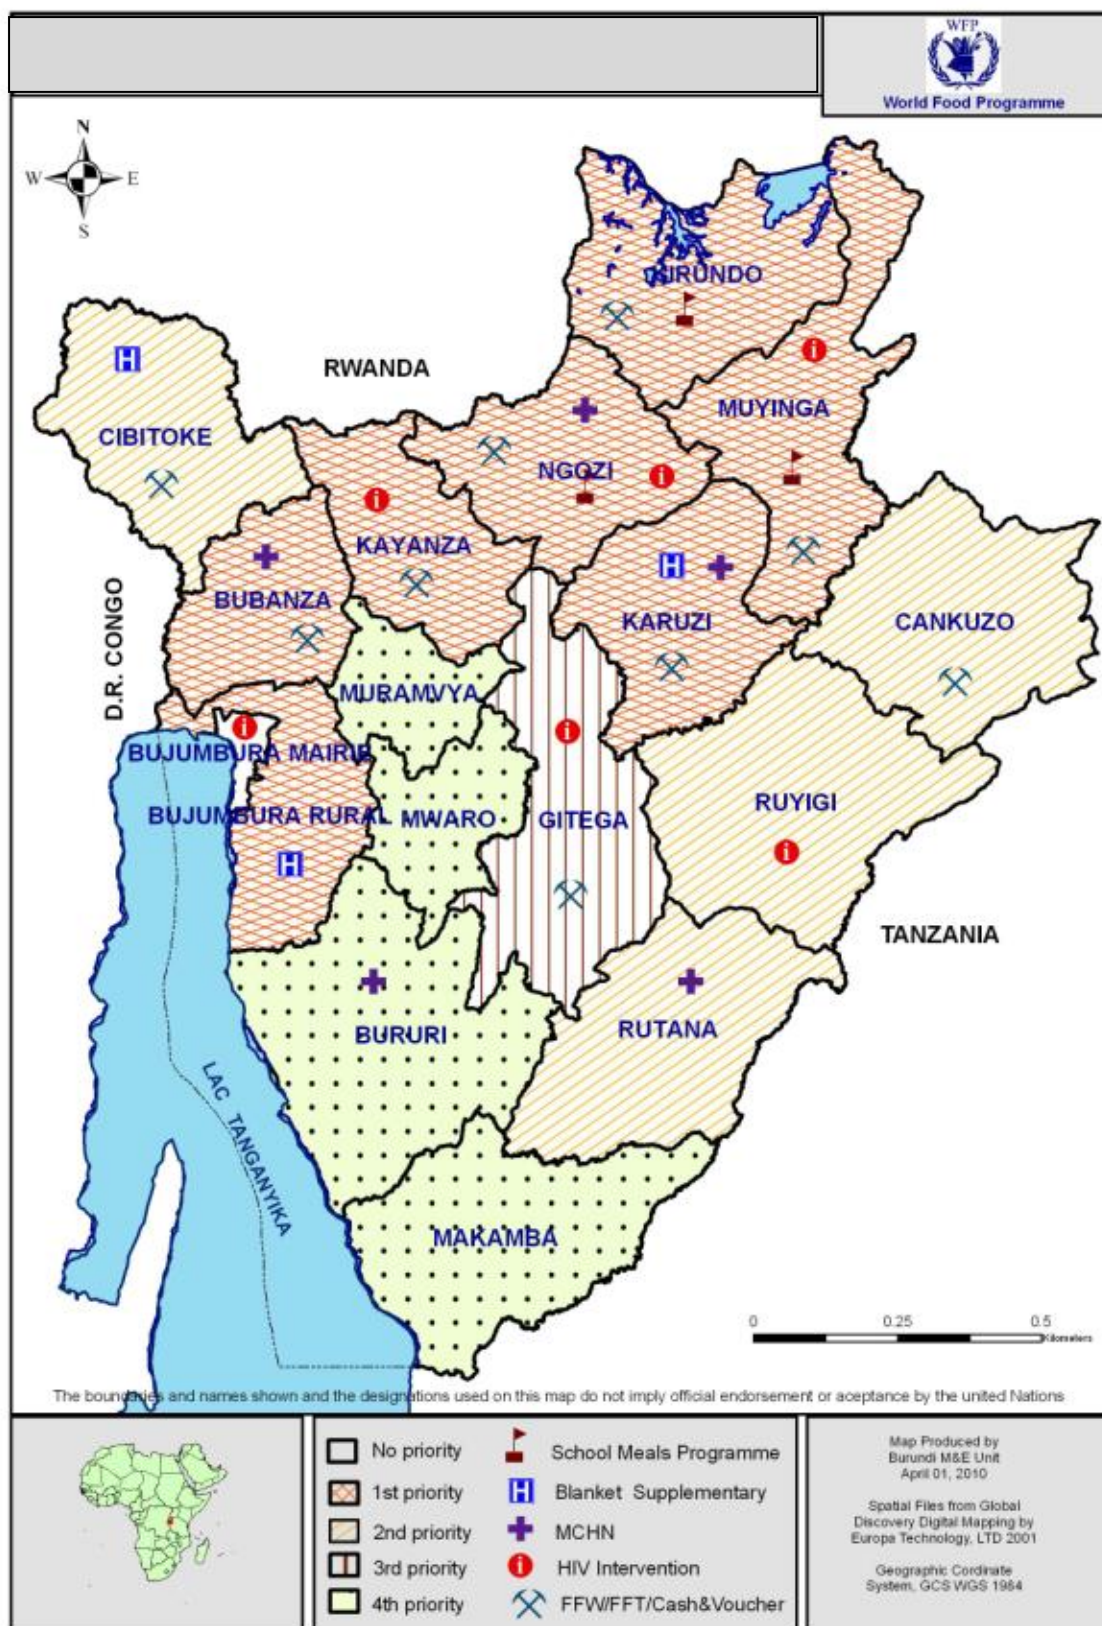 WFP
World Food Programme
N
W E
S
KIRUNDO
RWANDA
MUYINGA
CIBITOKE
NGOZI
KAYANZA
BUBANZA
KARUZI
CANKUZO
D.R. CONGO
MURAMVYA
BUJUMBURA MAIRIE
BUJUMBURA RURAL
MWARO
GITEGA
RUYIGI
TANZANIA
BURURI
RUTANA
LAC TANGANYIKA
MAKAMBA
0 0.25 0.5
Kilometers
The boundaries and names shown and the designations used on this map do not imply official endorsement or aceptance by the united Nations
No priority
1st priority
2nd priority
3rd priority
4th priority
School Meals Programme
Blanket Supplementary
MCHN
HIV Intervention
FFW/FFT/Cash&Voucher
Map Produced by
Burundi M&E Unit
April 01, 2010
Spatial Files from Global
Discovery Digital Mapping by
Europa Technology, LTD 2001
Geographic Cordinate
System, GCS WGS 1984